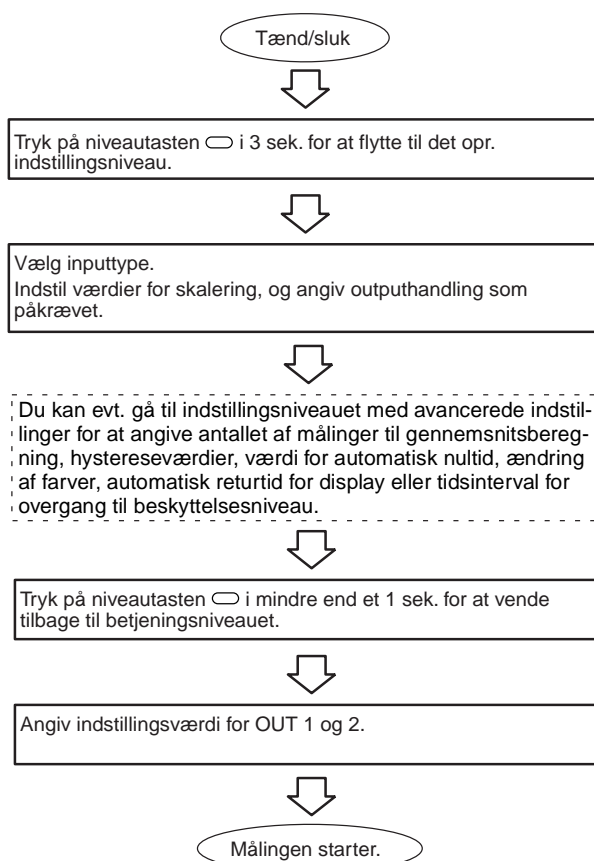 Tænd/sluk
Tryk på niveautasten i 3 sek. for at flytte til det opr.
indstillingsniveau.
Vælg inputtype.
Indstil værdier for skalering, og angiv outputhandling som
påkrævet.
Du kan evt. gå til indstillingsniveauet med avancerede indstil-
linger for at angive antallet af målinger til gennemsnitsbereg-
ning, hystereseværdier, værdi for automatisk nultid, ændring
af farver, automatisk returtid for display eller tidsinterval for
overgang til beskyttelsesniveau.
Tryk på niveautasten i mindre end et 1 sek. for at vende
tilbage til betjeningsniveauet.
Angiv indstillingsværdi for OUT 1 og 2.
Målingen starter.